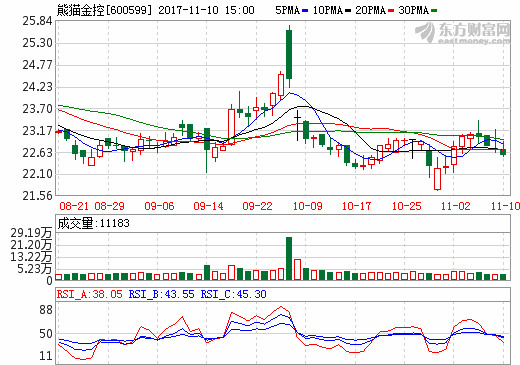 熊猫金控[600599] 2017-11-10 15:00 5PMA 10PMA 20PMA 30PMA
东方财富网
eastmoney.com
25.84
25.30
24.77
24.23
23.70
23.17
22.63
22.10
21.56
08-21 08-29 09-06 09-14 09-22 10-09 10-17 10-25 11-02 11-10
成交量:11183
29.19万
21.20万
13.22万
5.23万
0
RSI_A:38.05 RSI_B:43.55 RSI_C:45.30
88
50
11